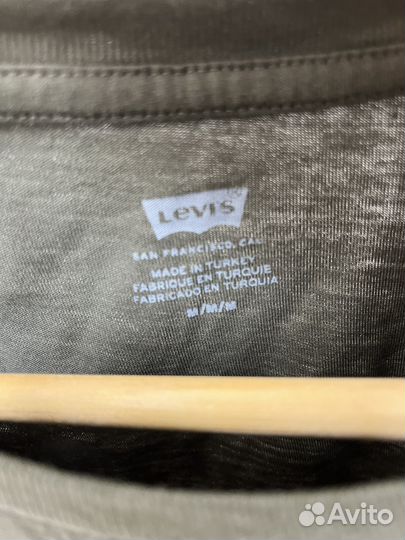 Levi's®
SAN FRANCISCO, CAL
MADE IN TURKEY
FABRIQUE EN TURQUIE
FABRICADO EN TURQUIA
M/M/M
Avito